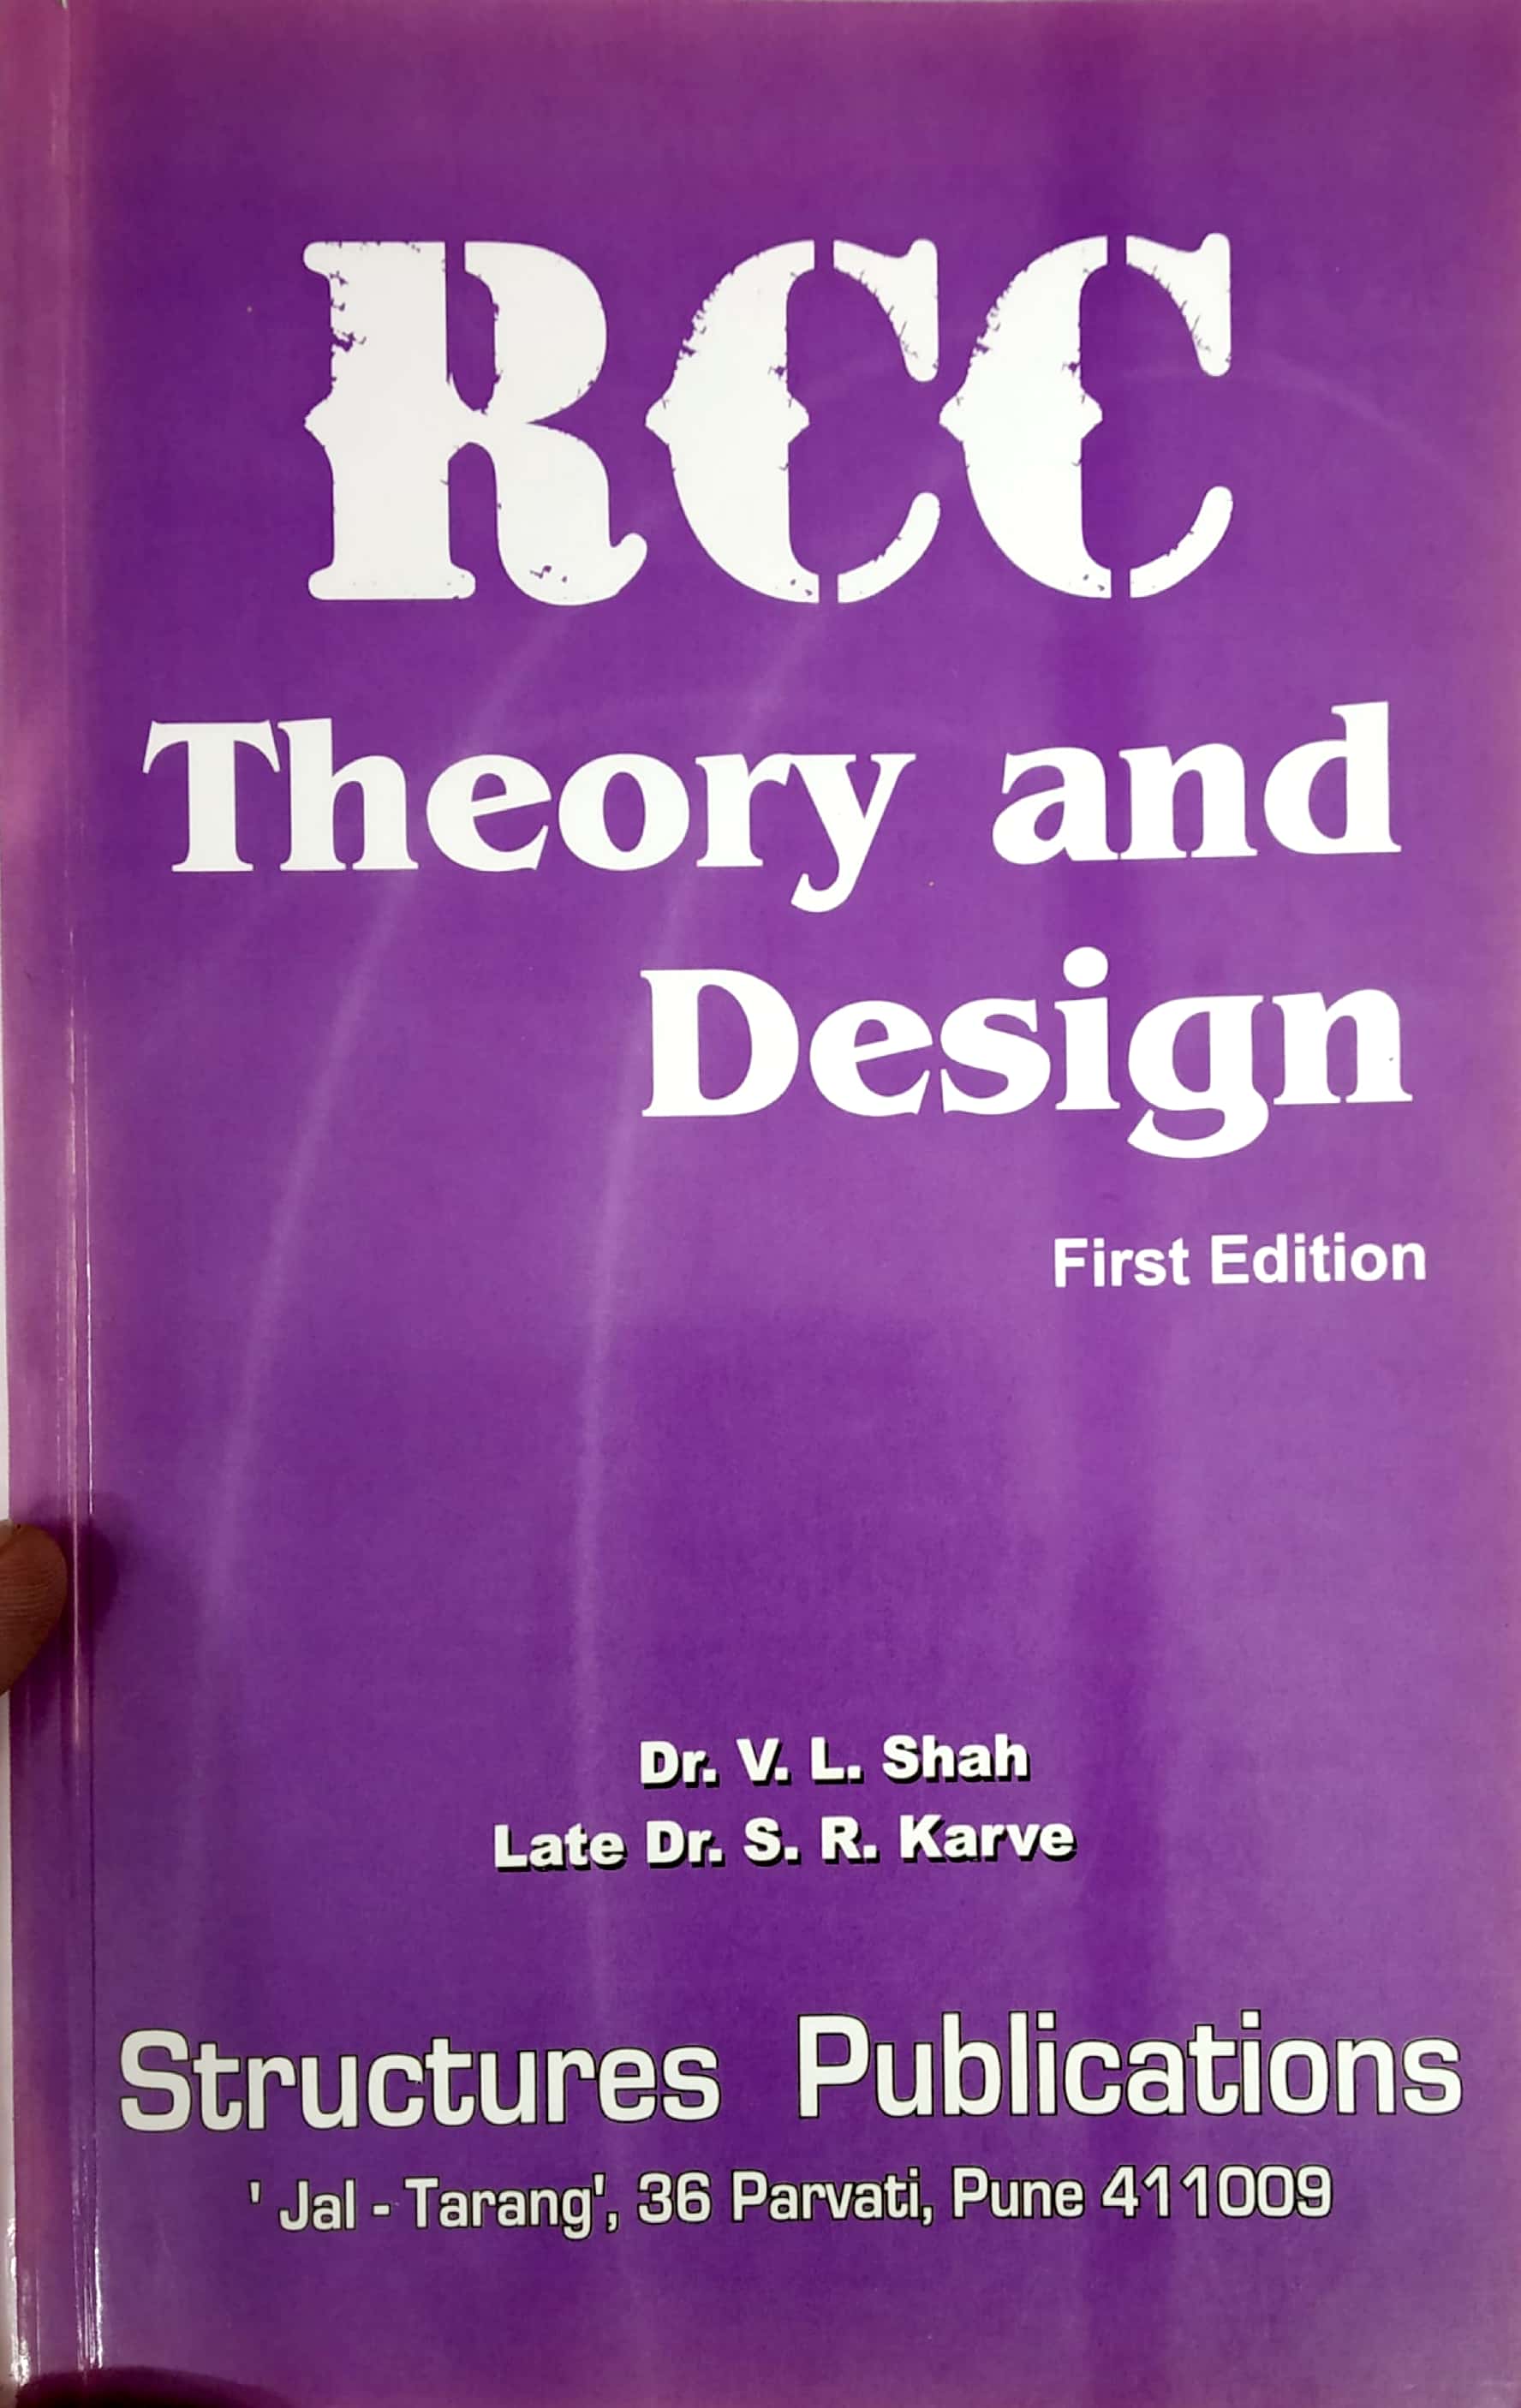 RCC
Theory and
Design
First Edition
Dr. V. L. Shah
Late Dr. S. R. Karve
Structures Publications
' Jal - Tarang', 36 Parvati, Pune 411009